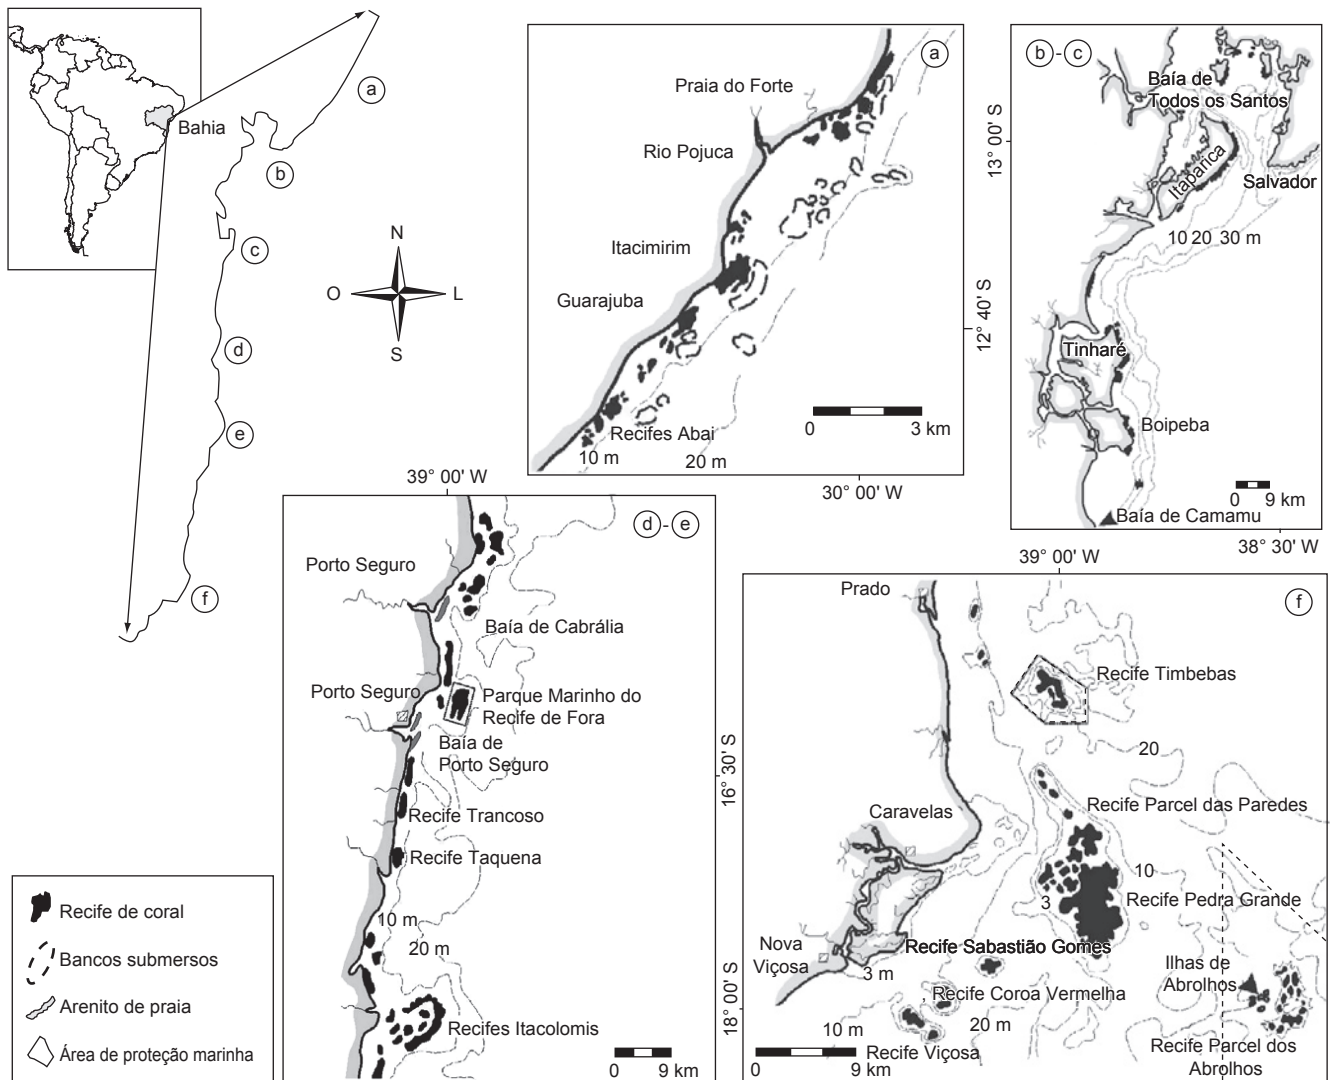 Bahia
a
b
c
d
e
f
N
O
L
S
a
Praia do Forte
Rio Pojuca
Itacimirim
Guarajuba
Recifes Abai
10 m
20 m
0
3 km
12° 40' S
30° 00' W
b - c
Baía de
Todos os Santos
Itaparica
Salvador
10 20 30 m
Tinharé
Boipeba
0 9 km
Baía de Camamu
13° 00' S
38° 30' W
39° 00' W
d - e
Porto Seguro
Baía de Cabrália
Porto Seguro
Parque Marinho do
Recife de Fora
Baía de
Porto Seguro
Recife Trancoso
Recife Taquena
10 m
20 m
Recifes Itacolomis
0 9 km
16° 30' S
18° 00' S
39° 00' W
f
Prado
Recife Timbebas
20
Recife Parcel das Paredes
Caravelas
10
3
Recife Pedra Grande
Recife Sabastião Gomes
Nova
Viçosa
3 m
Ilhas de
Abrolhos
Recife Coroa Vermelha
10 m
20 m
Recife Viçosa
Recife Parcel dos
Abrolhos
0 9 km
Recife de coral
Bancos submersos
Arenito de praia
Área de proteção marinha